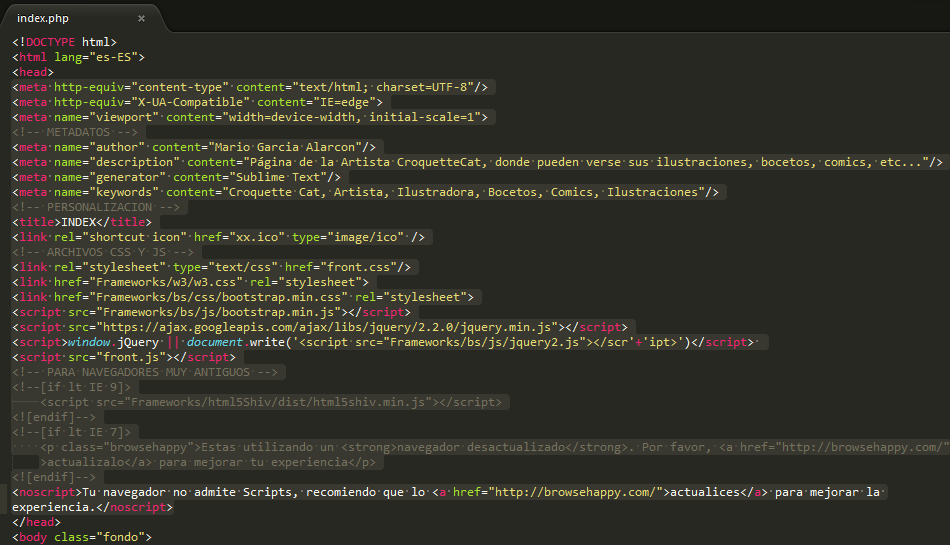 index.php ×
<!DOCTYPE html>
<html lang="es-ES">
<head>
<meta http-equiv="content-type" content="text/html; charset=UTF-8"/>
<meta http-equiv="X-UA-Compatible" content="IE=edge">
<meta name="viewport" content="width=device-width, initial-scale=1">
<!-- METADATOS -->
<meta name="author" content="Mario Garcia Alarcon"/>
<meta name="description" content="Página de la Artista CroquetteCat, donde pueden verse sus ilustraciones, bocetos, comics, etc..."/>
<meta name="generator" content="Sublime Text"/>
<meta name="keywords" content="Croquette Cat, Artista, Ilustradora, Bocetos, Comics, Ilustraciones"/>
<!-- PERSONALIZACION -->
<title>INDEX</title>
<link rel="shortcut icon" href="xx.ico" type="image/ico" />
<!-- ARCHIVOS CSS Y JS -->
<link rel="stylesheet" type="text/css" href="front.css"/>
<link href="Frameworks/w3/w3.css" rel="stylesheet">
<link href="Frameworks/bs/css/bootstrap.min.css" rel="stylesheet">
<script src="Frameworks/bs/js/bootstrap.min.js"></script>
<script src="https://ajax.googleapis.com/ajax/libs/jquery/2.2.0/jquery.min.js"></script>
<script>window.jQuery || document.write('<script src="Frameworks/bs/js/jquery2.js"></scr'+'ipt>')</script>
<script src="front.js"></script>
<!-- PARA NAVEGADORES MUY ANTIGUOS -->
<!--[if lt IE 9]>
<script src="Frameworks/html5Shiv/dist/html5shiv.min.js"></script>
<![endif]-->
<!--[if lt IE 7]>
<p class="browsehappy">Estas utilizando un <strong>navegador desactualizado</strong>. Por favor, <a href="http://browsehappy.com/"
>actualizalo</a> para mejorar tu experiencia</p>
<![endif]-->
<noscript>Tu navegador no admite Scripts, recomiendo que lo <a href="http://browsehappy.com/">actualices</a> para mejorar la
experiencia.</noscript>
</head>
<body class="fondo">